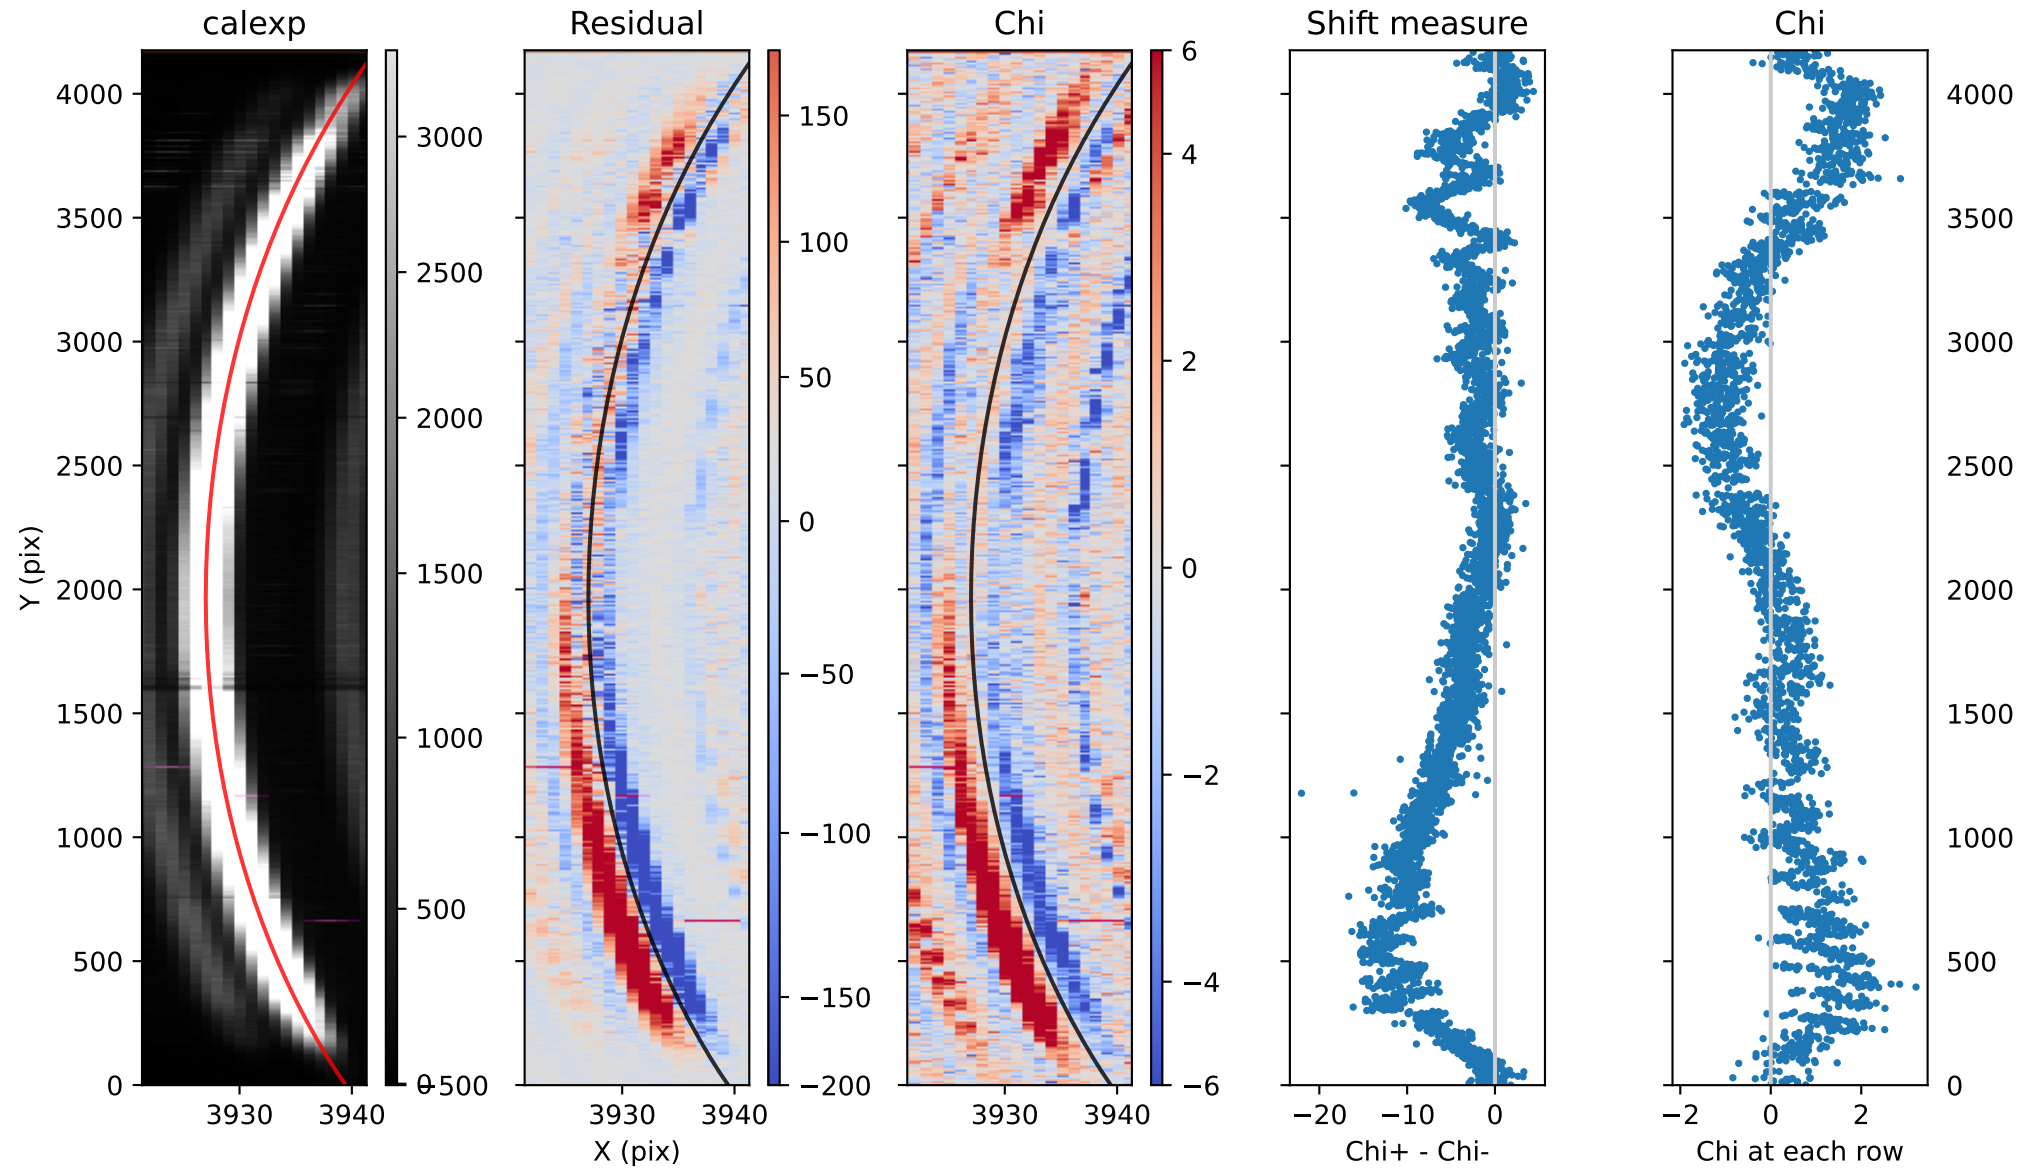 calexp Residual Chi Shift measure Chi
4000 3000 150 6 4000
3500 2500 100 4 3500
3000 2000 50 2 3000
2500 1500 0 0 2500
2000 1000 −50 −2 2000
1500 500 −100 −4 1500
1000 0 −150 −6 1000
500 −500 −200 500
0 0
Y (pix)
3930 3940 3930 3940 3930 3940 −20 −10 0 −2 0 2
X (pix) Chi+ - Chi- Chi at each row